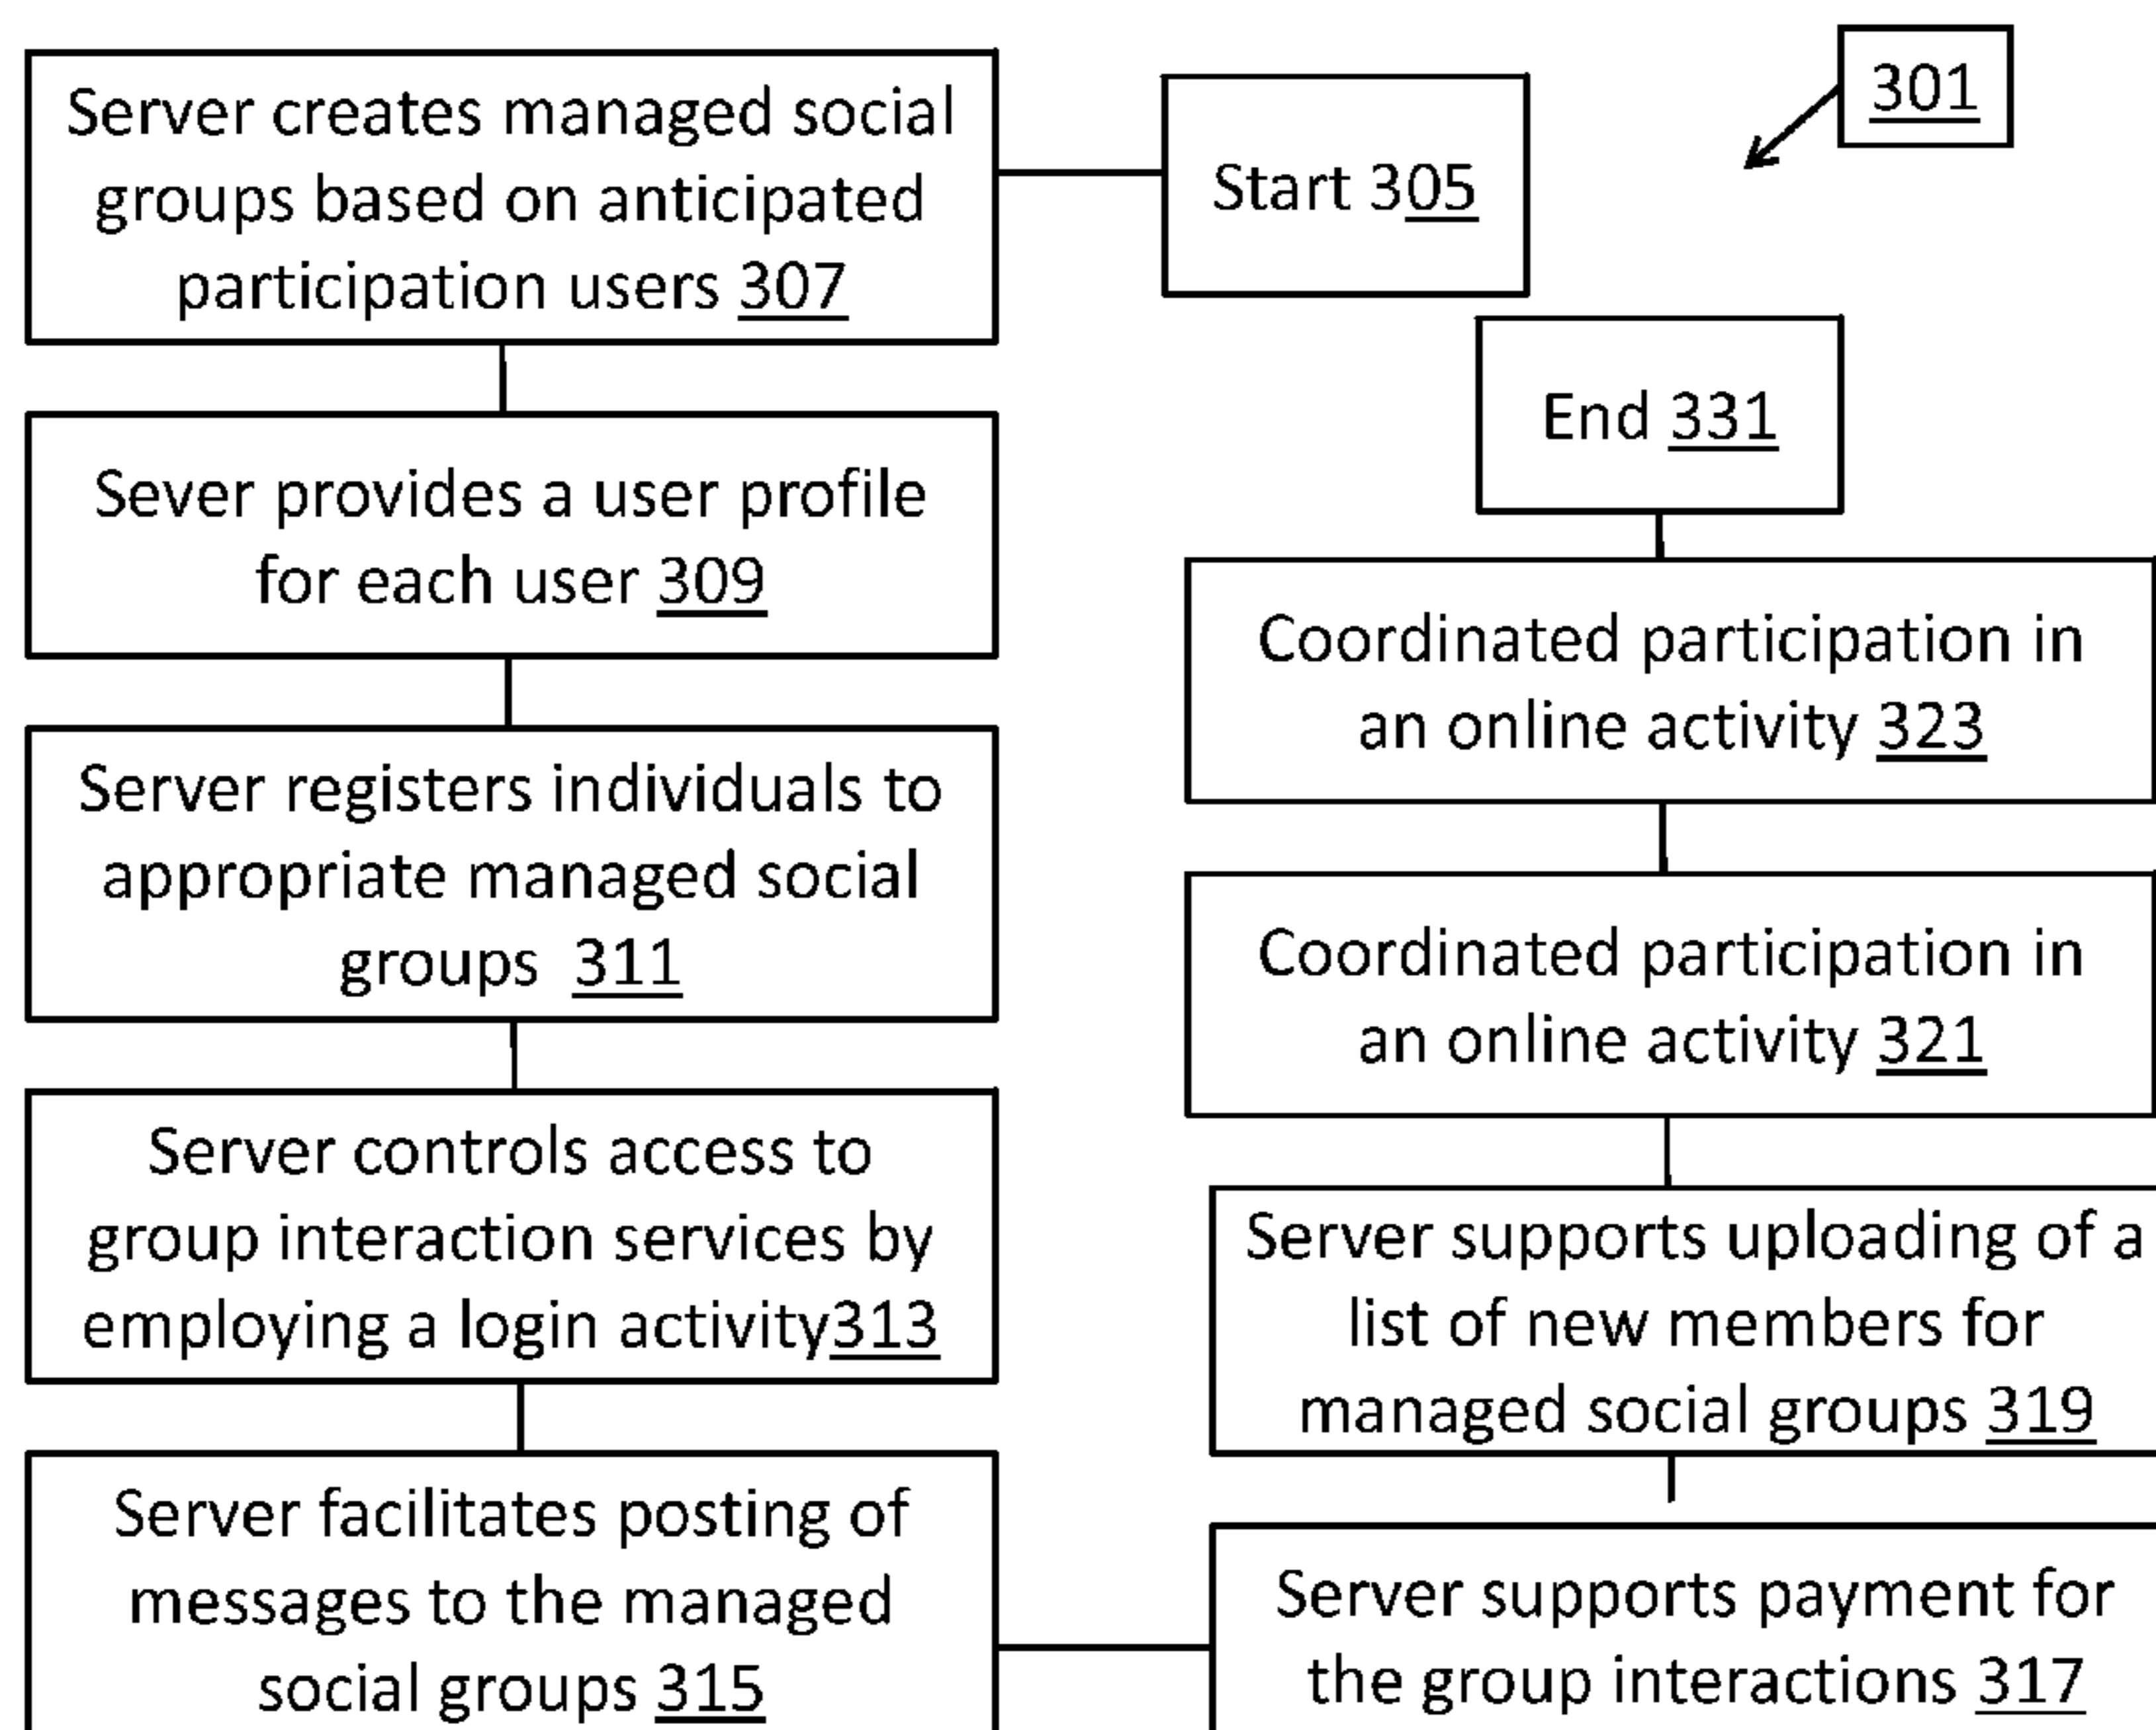 301
Start 305
Server creates managed social
groups based on anticipated
participation users 307
Sever provides a user profile
for each user 309
Server registers individuals to
appropriate managed social
groups 311
Server controls access to
group interaction services by
employing a login activity313
Server facilitates posting of
messages to the managed
social groups 315
Server supports payment for
the group interactions 317
Server supports uploading of a
list of new members for
managed social groups 319
Coordinated participation in
an online activity 321
Coordinated participation in
an online activity 323
End 331